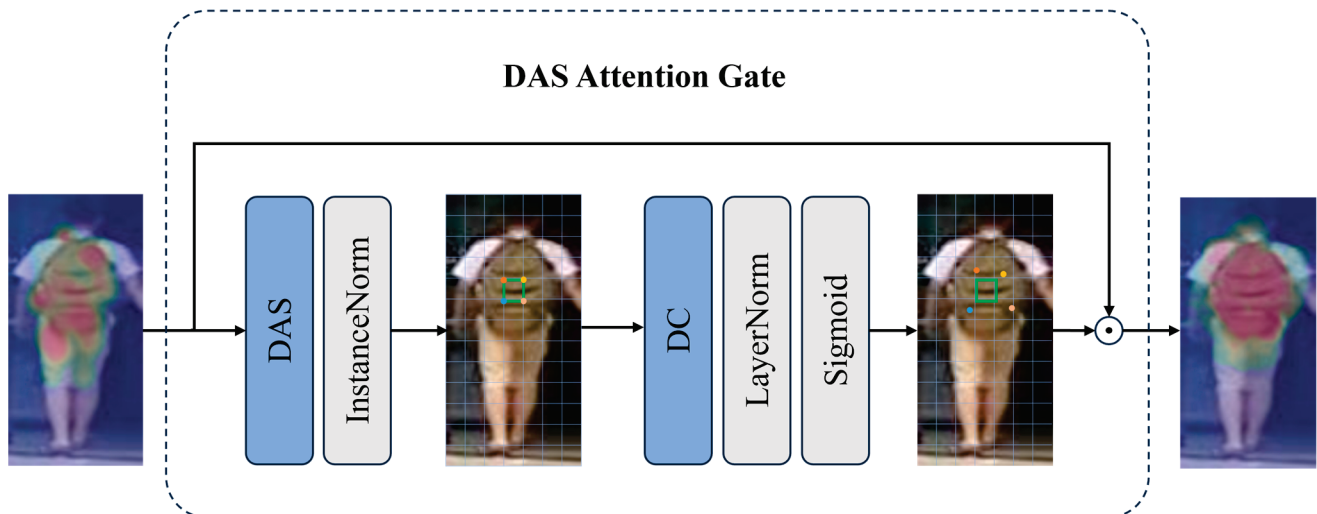 DAS Attention Gate
DAS
InstanceNorm
DC
LayerNorm
Sigmoid